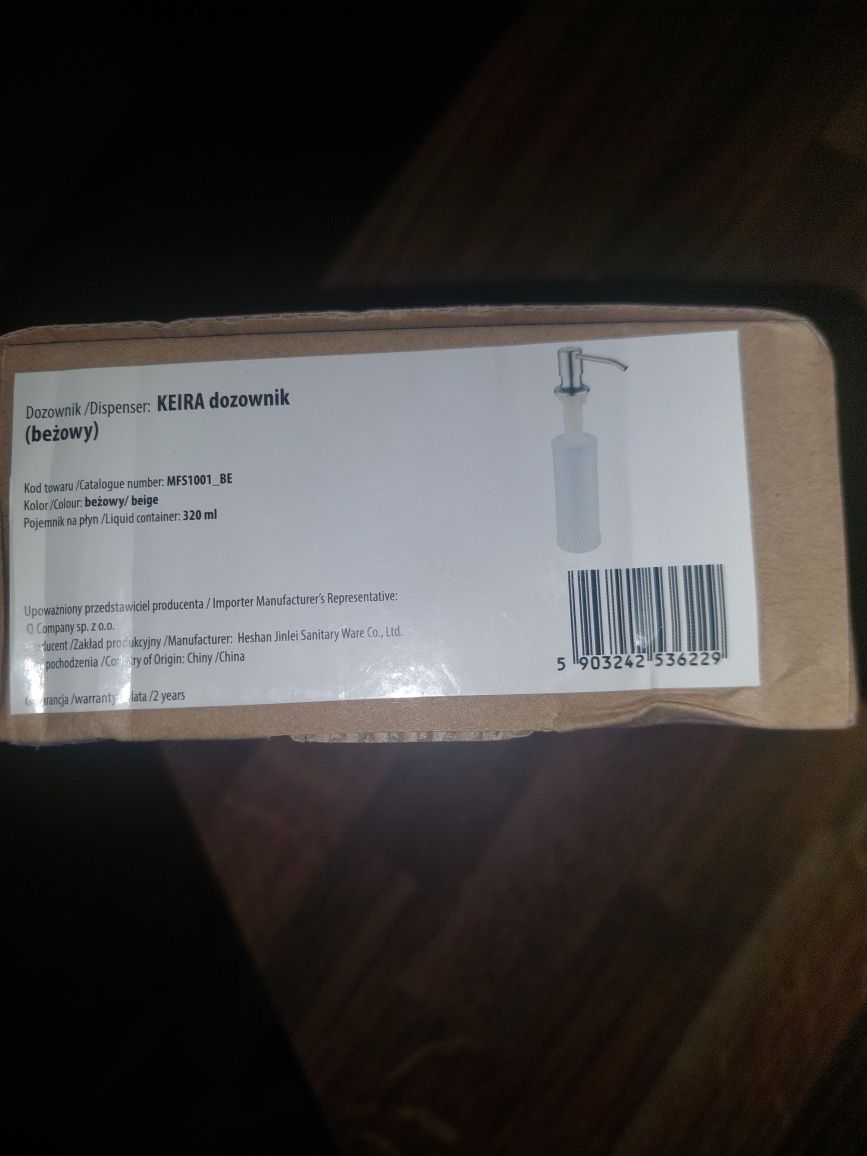 Dozownik /Dispenser: KEIRA dozownik
(beżowy)
Kod towaru /Catalogue number: MFS1001_BE
Kolor /Colour: beżowy/ beige
Pojemnik na płyn /Liquid container: 320 ml
Upoważniony przedstawiciel producenta / Importer Manufacturer's Representative:
Q Company sp. z o.o.
/Zakład produkcyjny /Manufacturer: Heshan Jinlei Sanitary Ware Co., Ltd.
pochodzenia / of Origin: Chiny /China
/warranty /2 years
5 903242 536229